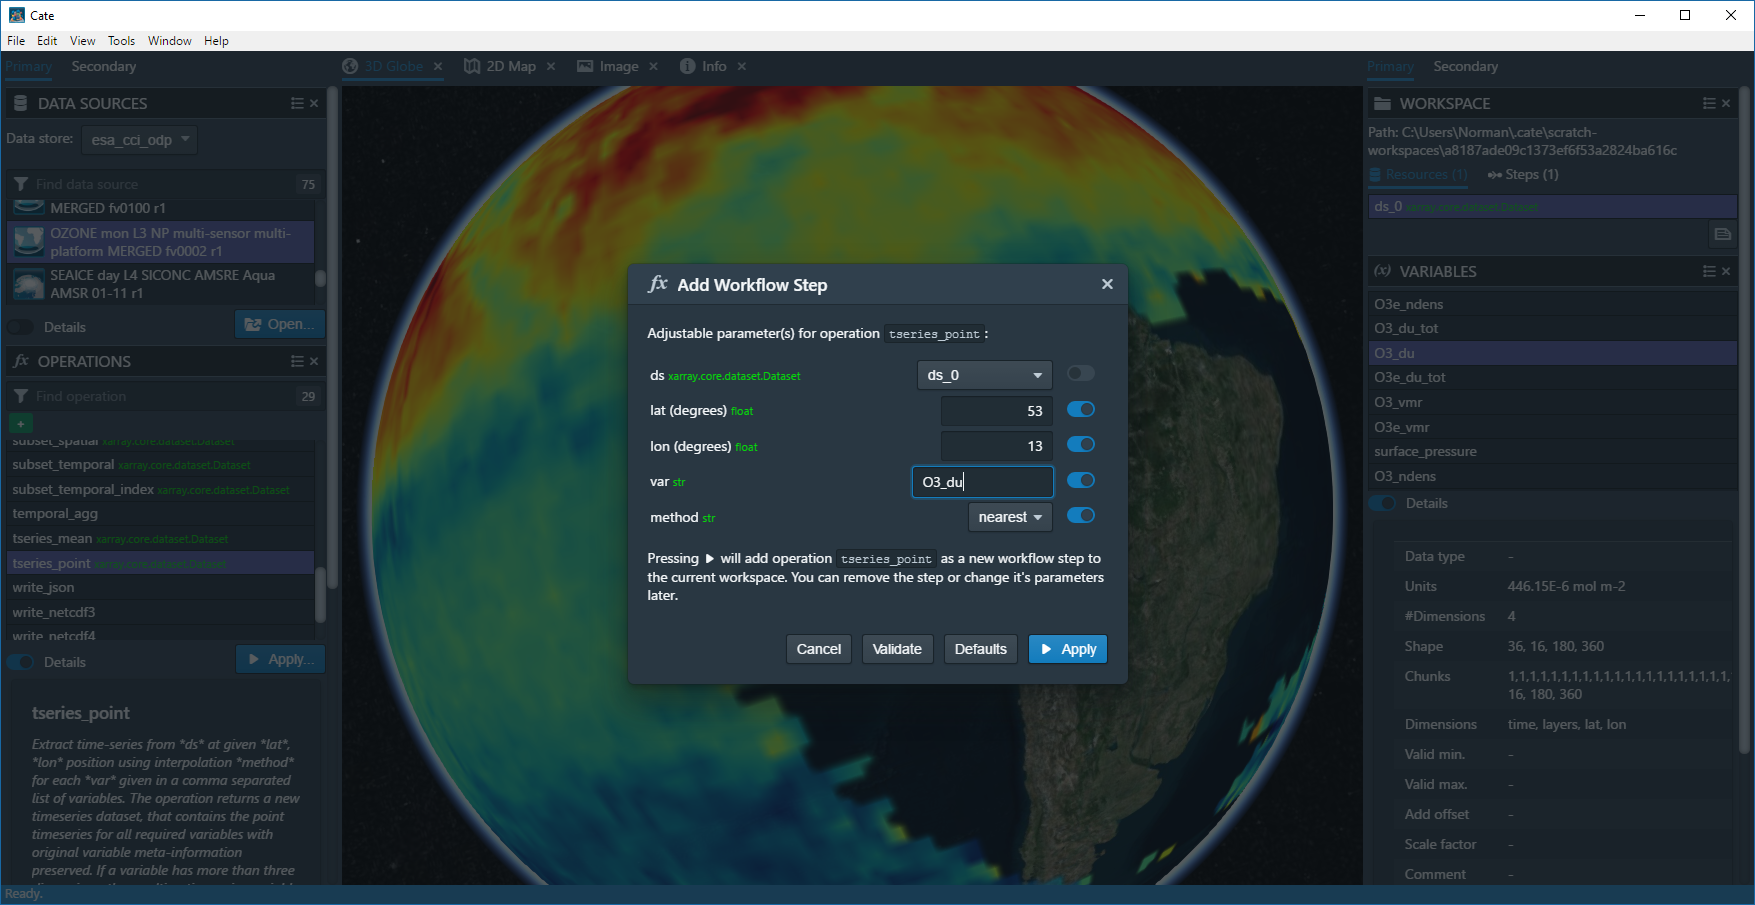 Cate
File Edit View Tools Window Help
Primary Secondary
3D Globe 2D Map Image Info
Primary Secondary
DATA SOURCES
Data store: esa_cci_odp
Find data source 75
MERGED fv0100 r1
OZONE mon L3 NP multi-sensor multi-
platform MERGED fv0002 r1
SEAICE day L4 SICONC AMSRE Aqua
AMSR 01-11 r1
Details Open...
OPERATIONS
Find operation 29
+
subset_spatial xarray.core.dataset.Dataset
subset_temporal xarray.core.dataset.Dataset
subset_temporal_index xarray.core.dataset.Dataset
temporal_agg
tseries_mean xarray.core.dataset.Dataset
tseries_point xarray.core.dataset.Dataset
write_json
write_netcdf3
write_netcdf4
Details Apply...
tseries_point
Extract time-series from *ds* at given *lat*,
*lon* position using interpolation *method*
for each *var* given in a comma separated
list of variables. The operation returns a new
timeseries dataset, that contains the point
timeseries for all required variables with
original variable meta-information
preserved. If a variable has more than three
Ready.
fx Add Workflow Step
Adjustable parameter(s) for operation tseries_point :
ds xarray.core.dataset.Dataset ds_0
lat (degrees) float 53
lon (degrees) float 13
var str O3_du
method str nearest
Pressing will add operation tseries_point as a new workflow step to
the current workspace. You can remove the step or change it's parameters
later.
Cancel Validate Defaults Apply
WORKSPACE
Path: C:\Users\Norman\.cate\scratch-
workspaces\a8187ade09c1373ef6f53a2824ba616c
Resources (1) Steps (1)
ds_0 xarray.core.dataset.Dataset
(x) VARIABLES
O3e_ndens
O3_du_tot
O3_du
O3e_du_tot
O3_vmr
O3e_vmr
surface_pressure
O3_ndens
Details
Data type -
Units 446.15E-6 mol m-2
#Dimensions 4
Shape 36, 16, 180, 360
Chunks 1,1,1,1,1,1,1,1,1,1,1,1,1,1,1,1,1,1,1,1,1,
16, 180, 360
Dimensions time, layers, lat, lon
Valid min. -
Valid max. -
Add offset -
Scale factor -
Comment -